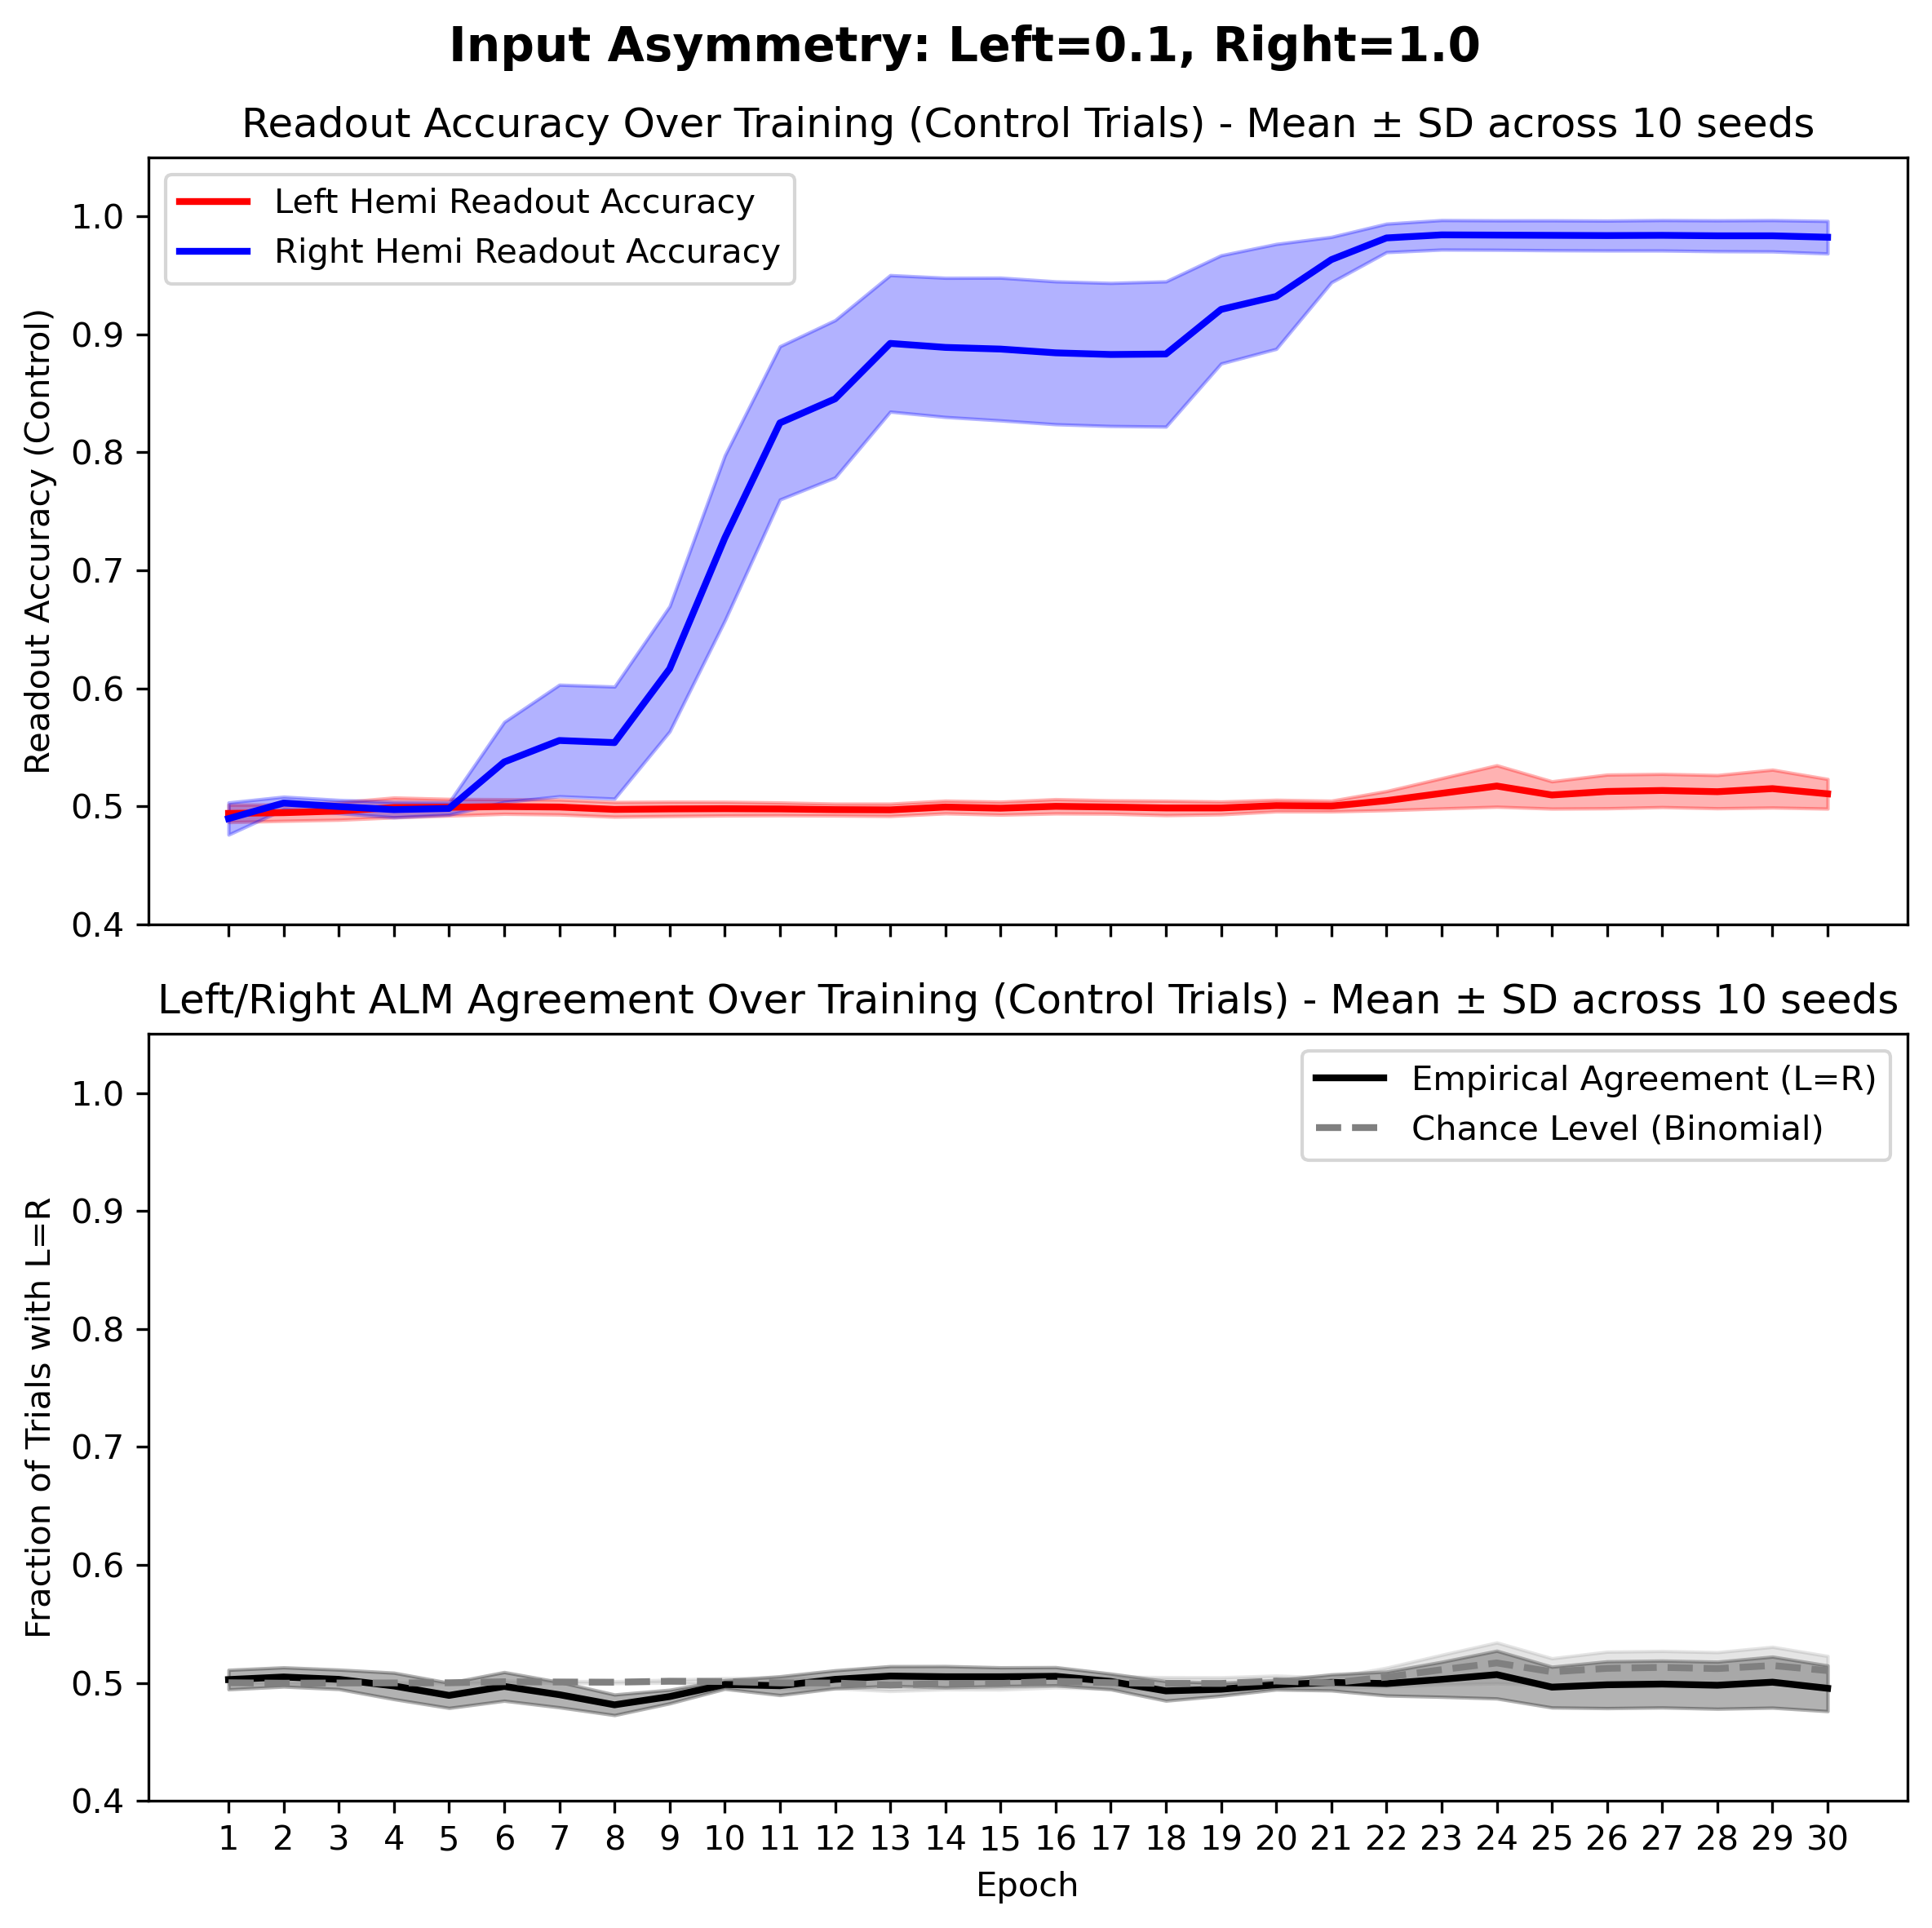 Input Asymmetry: Left=0.1, Right=1.0
Readout Accuracy Over Training (Control Trials) - Mean ± SD across 10 seeds
Left Hemi Readout Accuracy
Right Hemi Readout Accuracy
Readout Accuracy (Control)
1.0
0.9
0.8
0.7
0.6
0.5
0.4
Left/Right ALM Agreement Over Training (Control Trials) - Mean ± SD across 10 seeds
Empirical Agreement (L=R)
Chance Level (Binomial)
Fraction of Trials with L=R
1.0
0.9
0.8
0.7
0.6
0.5
0.4
1 2 3 4 5 6 7 8 9 10 11 12 13 14 15 16 17 18 19 20 21 22 23 24 25 26 27 28 29 30
Epoch